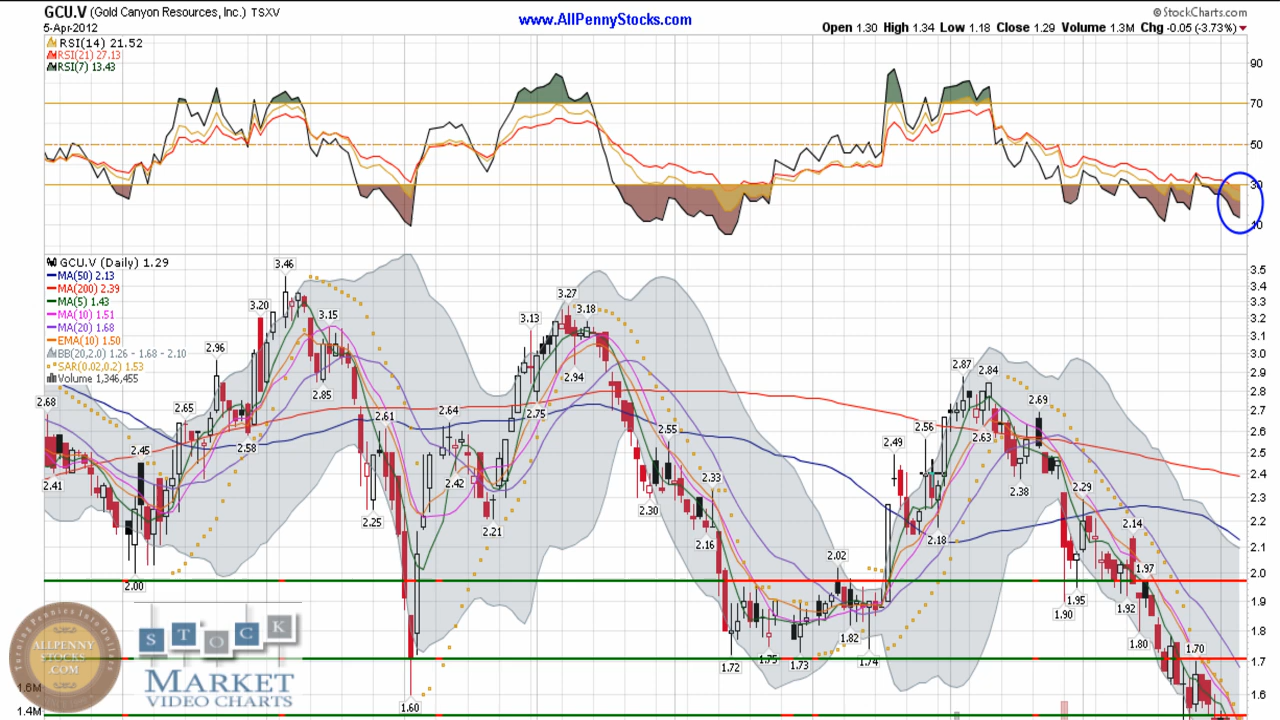 GCU.V (Gold Canyon Resources, Inc.) TSXV
www.AllPennyStocks.com
© StockCharts.com
5-Apr-2012
Open 1.30 High 1.34 Low 1.18 Close 1.29 Volume 1.3M Chg -0.05 (-3.73%)
RSI(14) 21.52
RSI(21) 27.13
RSI(7) 13.43
90
70
50
30
10
GCU.V (Daily) 1.29
MA(50) 2.13
MA(200) 2.39
MA(5) 1.43
MA(10) 1.51
MA(20) 1.68
EMA(10) 1.50
BB(20,2.0) 1.26 - 1.68 - 2.10
SAR(0.02,0.2) 1.53
Volume 1,346,455
3.5
3.4
3.3
3.2
3.1
3.0
2.9
2.8
2.7
2.6
2.5
2.4
2.3
2.2
2.1
2.0
1.9
1.8
1.7
1.6
2.68
2.41
2.45
2.00
2.65
2.96
2.58
3.20
3.46
3.15
2.85
2.61
2.25
1.60
2.64
2.42
2.21
3.13
2.75
3.27
3.18
2.94
2.55
2.30
2.33
2.16
1.72
1.75
1.73
2.02
1.82
1.74
2.49
2.56
2.18
2.87
2.84
2.63
2.38
2.69
2.29
1.90
1.95
2.14
1.97
1.92
1.80
1.70
1.6M
1.4M
Turning Pennies Into Dollars
ALLPENNY
STOCKS
.COM
STOCK
MARKET
VIDEO CHARTS